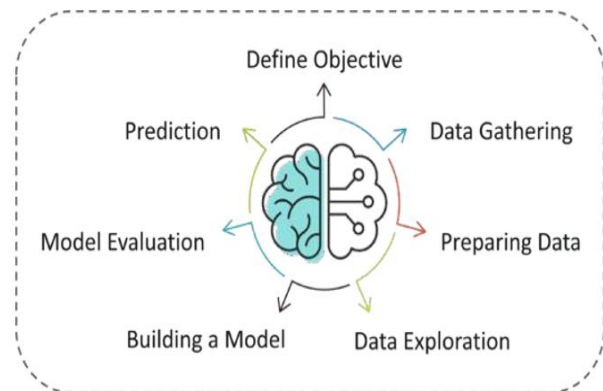 Define Objective
Prediction
Data Gathering
Model Evaluation
Preparing Data
Building a Model
Data Exploration